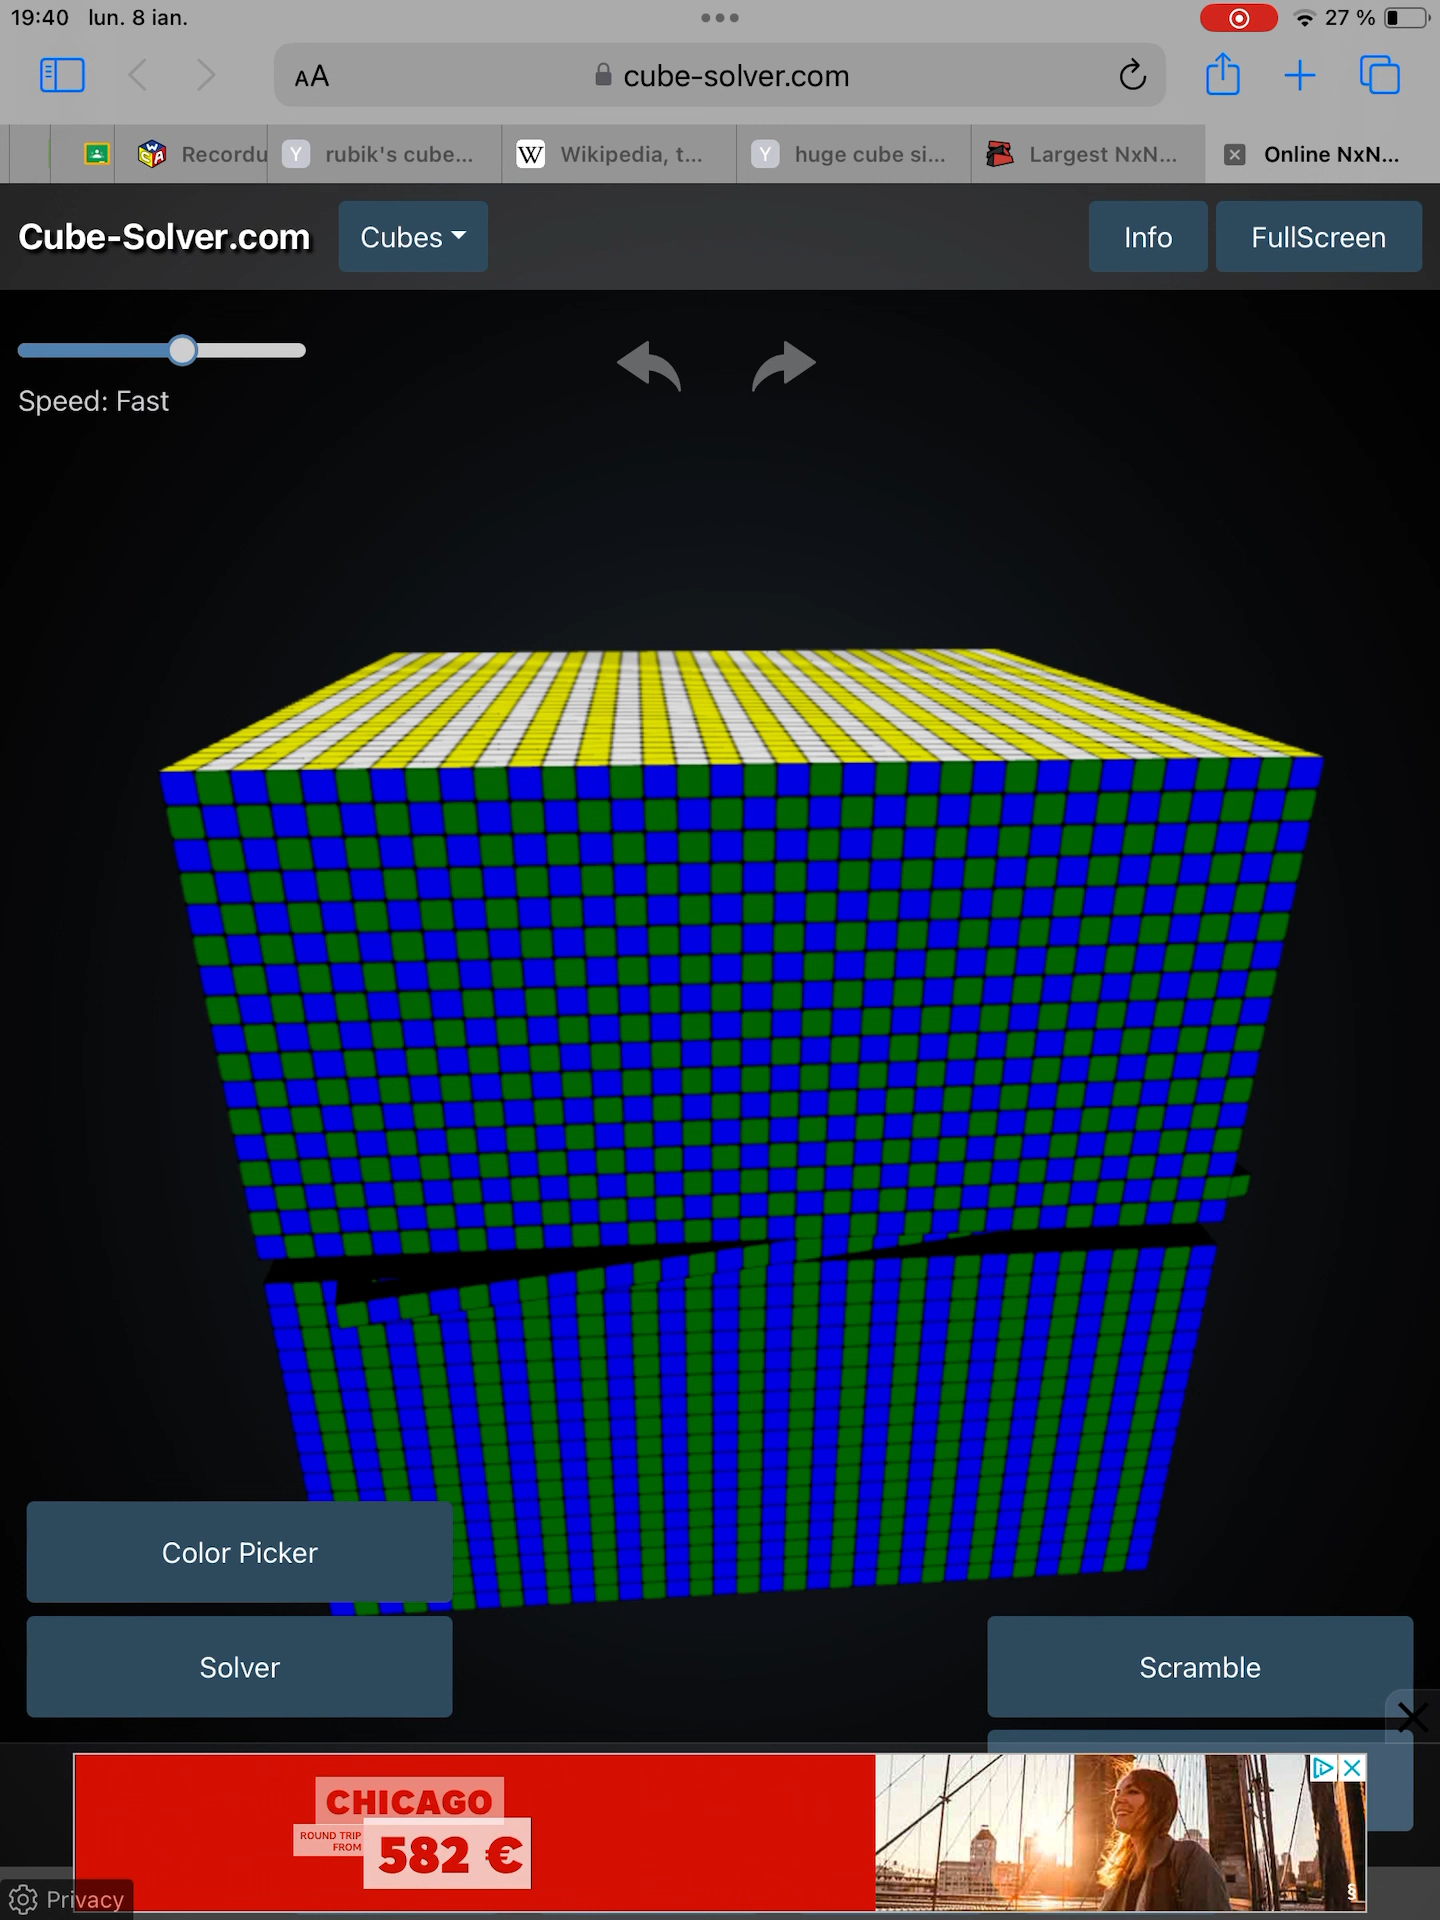 19:40 lun. 8 ian.
27 %
AA
cube-solver.com
Recordu
Y rubik's cube...
W Wikipedia, t...
Y huge cube si...
Largest NxN...
Online NxN...
Cube-Solver.com
Cubes
Info
FullScreen
Speed: Fast
Color Picker
Solver
Scramble
CHICAGO
ROUND TRIP
FROM
582 €
Privacy